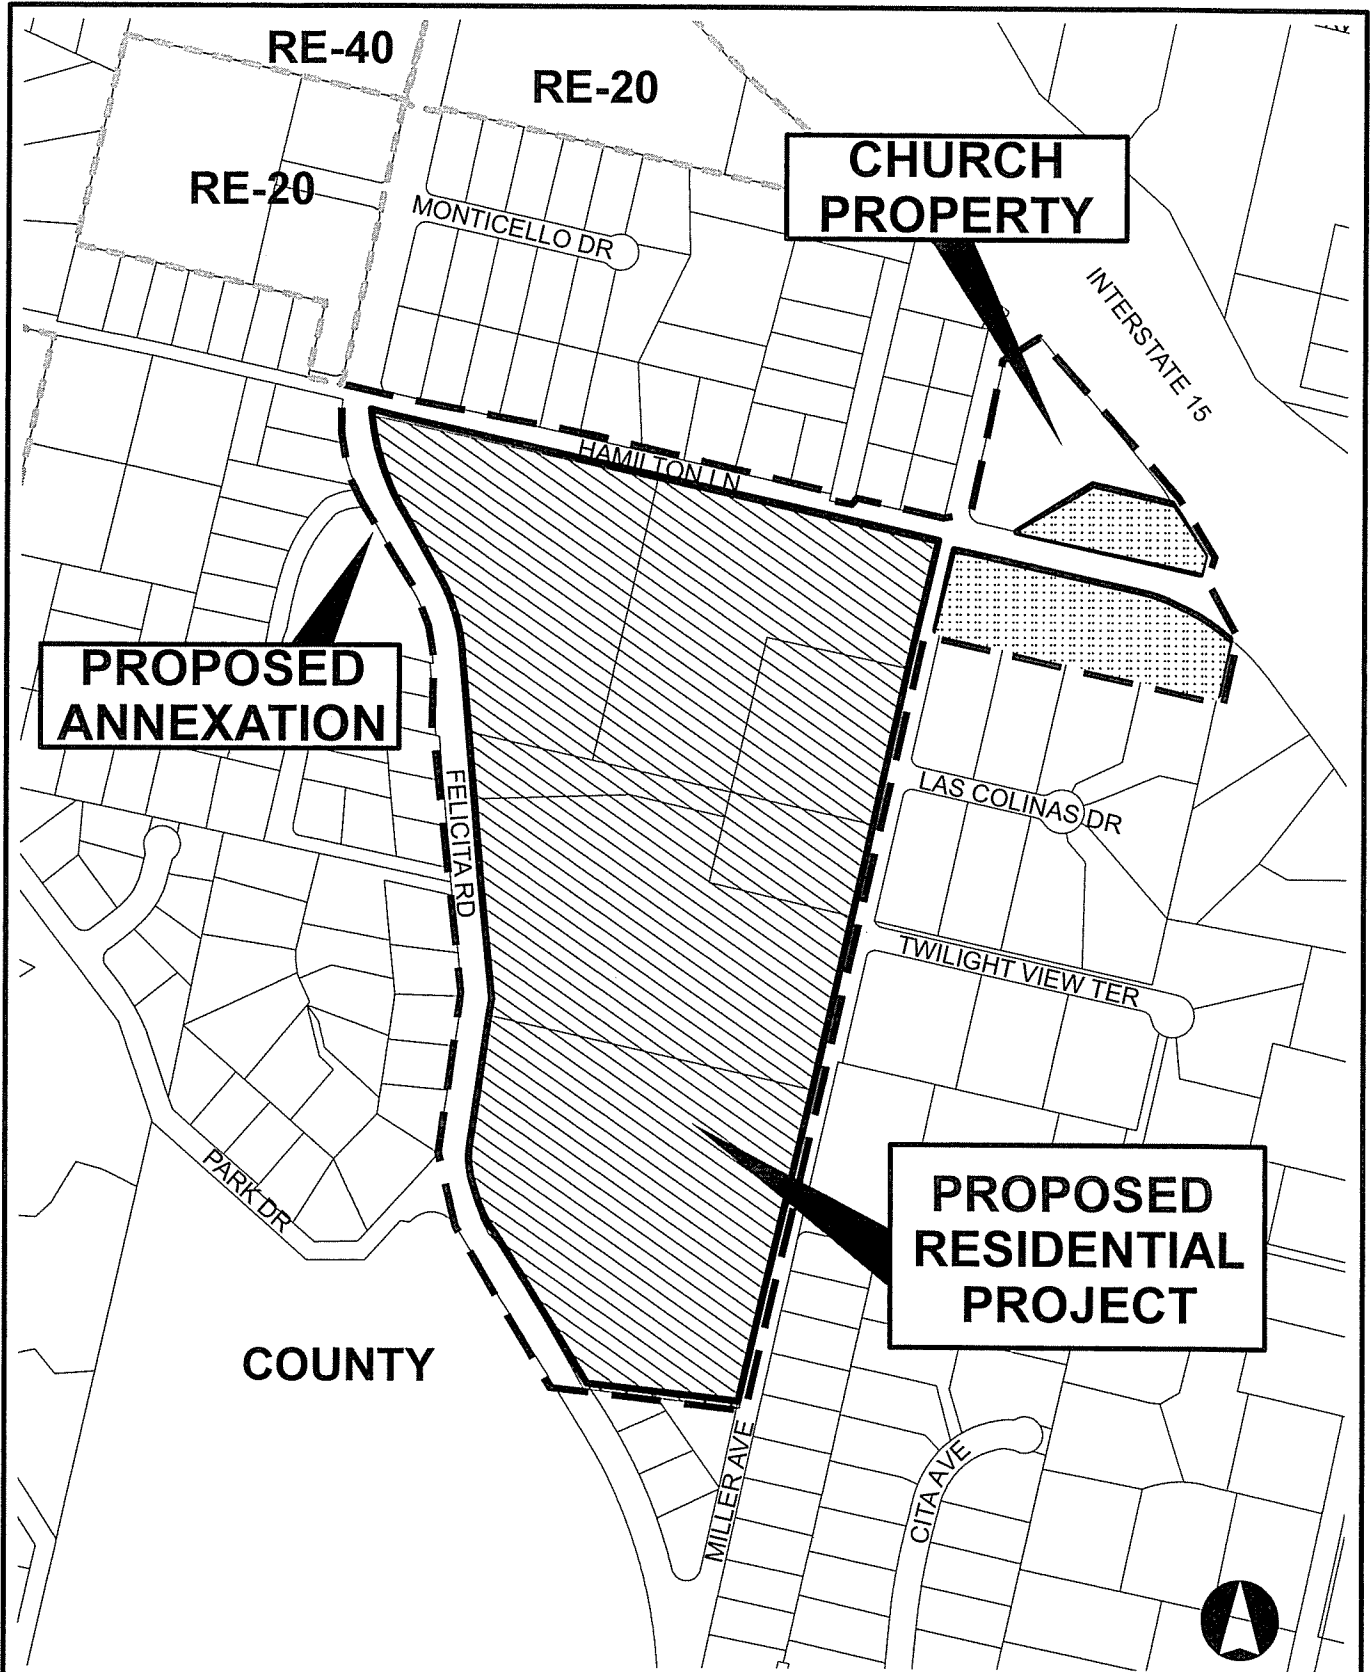 RE-40
RE-20
RE-20
CHURCH
PROPERTY
MONTICELLO DR
INTERSTATE 15
HAMILTON LN
PROPOSED
ANNEXATION
FELICITA RD
LAS COLINAS DR
TWILIGHT VIEW TER
PARK DR
PROPOSED
RESIDENTIAL
PROJECT
COUNTY
MILLER AVE
CITA AVE